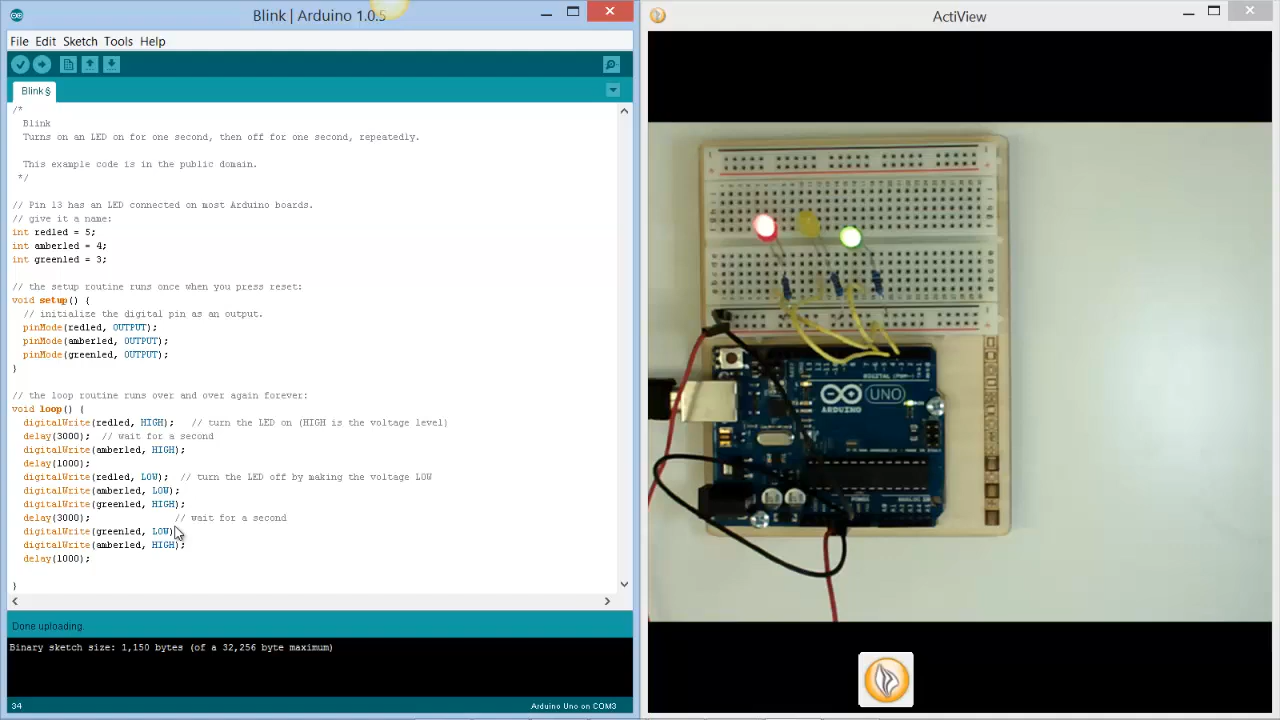 Blink | Arduino 1.0.5
File Edit Sketch Tools Help
Blink §
/*
Blink
Turns on an LED on for one second, then off for one second, repeatedly.
This example code is in the public domain.
*/
// Pin 13 has an LED connected on most Arduino boards.
// give it a name:
int redled = 5;
int amberled = 4;
int greenled = 3;
// the setup routine runs once when you press reset:
void setup() {
// initialize the digital pin as an output.
pinMode(redled, OUTPUT);
pinMode(amberled, OUTPUT);
pinMode(greenled, OUTPUT);
}
// the loop routine runs over and over again forever:
void loop() {
digitalWrite(redled, HIGH); // turn the LED on (HIGH is the voltage level)
delay(3000); // wait for a second
digitalWrite(amberled, HIGH);
delay(1000);
digitalWrite(redled, LOW); // turn the LED off by making the voltage LOW
digitalWrite(amberled, LOW);
digitalWrite(greenled, HIGH);
delay(3000); // wait for a second
digitalWrite(greenled, LOW)
digitalWrite(amberled, HIGH);
delay(1000);
}
Done uploading.
Binary sketch size: 1,150 bytes (of a 32,256 byte maximum)
34 Arduino Uno on COM3
ActiView
UNO
ARDUINO